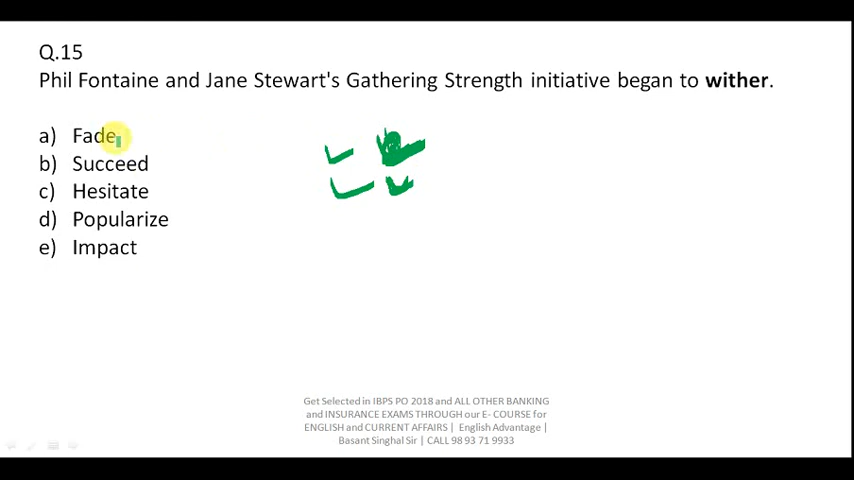 Q.15
Phil Fontaine and Jane Stewart's Gathering Strength initiative began to wither.
a) Fade
b) Succeed
c) Hesitate
d) Popularize
e) Impact
Get Selected in IBPS PO 2018 and ALL OTHER BANKING
and INSURANCE EXAMS THROUGH our E- COURSE for
ENGLISH and CURRENT AFFAIRS | English Advantage |
Basant Singhal Sir | CALL 98 93 71 9933